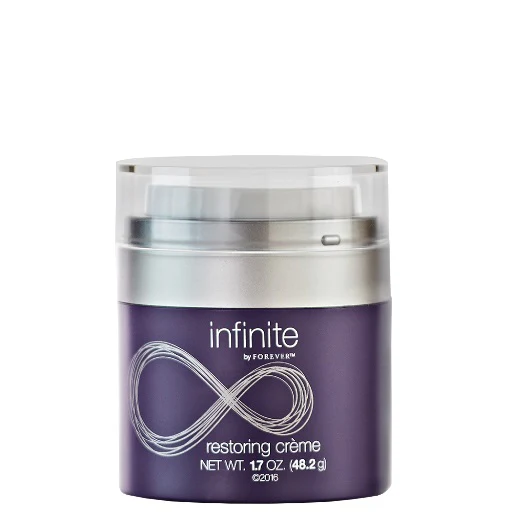 infinite
by FOREVER™
restoring crème
NET WT. 1.7 OZ. (48.2 g)
©2016